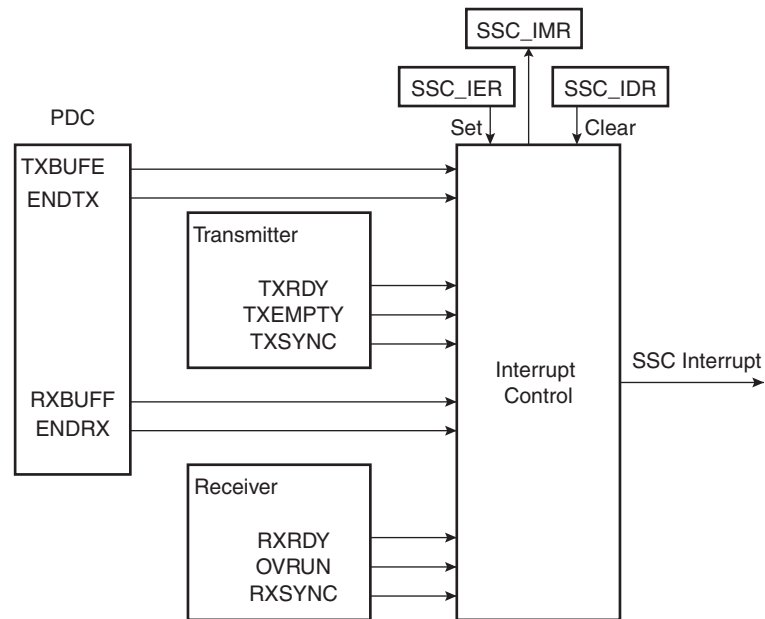 SSC_IMR
SSC_IER
SSC_IDR
PDC
Set
Clear
TXBUFE
ENDTX
Transmitter
TXRDY
TXEMPTY
TXSYNC
SSC Interrupt
Interrupt
Control
RXBUFF
ENDRX
Receiver
RXRDY
OVRUN
RXSYNC